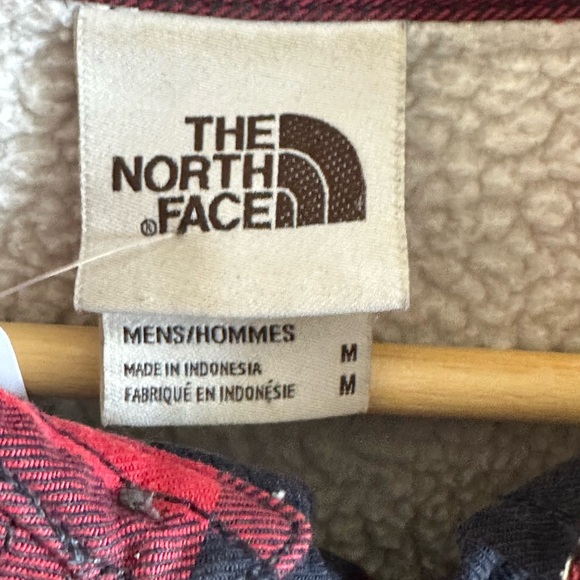 THE
NORTH
® FACE
MENS/HOMMES
M
MADE IN INDONESIA
FABRIQUÉ EN INDONÉSIE M